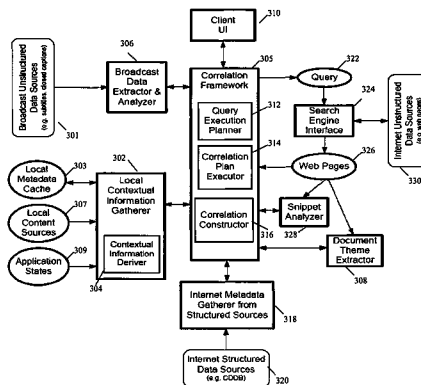 Client
UI
310
306
305
Broadcast
Data
Extractor &
Analyzer
Correlation
Framework
Query
322
324
Broadcast Unstructured
Data Sources
(e.g. subtitles, closed captions)
301
312
Query
Execution
Planner
Search
Engine
Interface
Internet Unstructured
Data Sources
330
314
Correlation
Plan
Executor
326
Web Pages
303
302
Local
Metadata
Cache
Local
Contextual
Information
Gatherer
307
Local
Content
Sources
309
Application
States
Contextual
Information
Deriver
304
Correlation
Constructor
316
Snippet
Analyzer
328
Document
Theme
Extractor
308
Internet Metadata
Gatherer from
Structured Sources
318
Internet Structured
Data Sources
(e.g. CDDB)
320